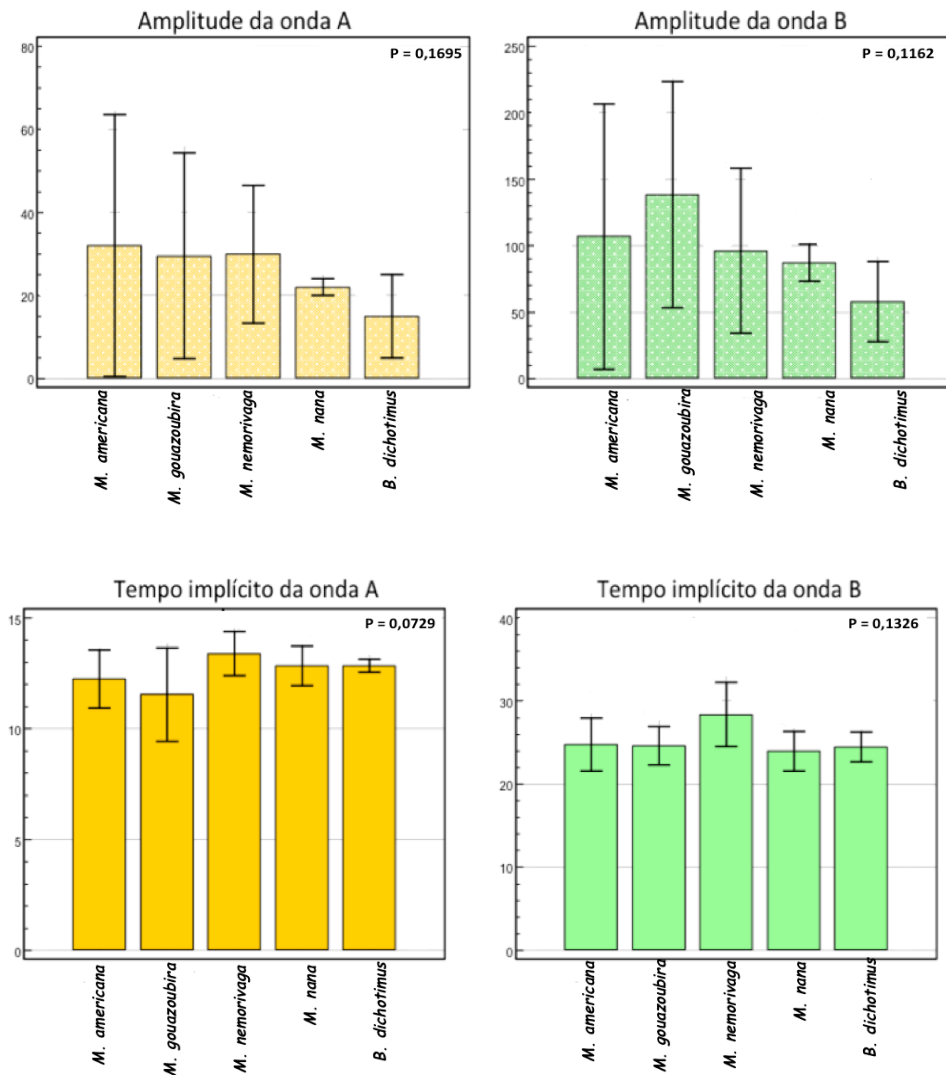 Amplitude da onda A
P = 0,1695
80
60
40
20
0
M. americana
M. gouazoubira
M. nemorivaga
M. nana
B. dichotimus
Amplitude da onda B
P = 0,1162
250
200
150
100
50
0
M. americana
M. gouazoubira
M. nemorivaga
M. nana
B. dichotimus
Tempo implícito da onda A
P = 0,0729
15
10
5
0
M. americana
M. gouazoubira
M. nemorivaga
M. nana
B. dichotimus
Tempo implícito da onda B
P = 0,1326
40
30
20
10
0
M. americana
M. gouazoubira
M. nemorivaga
M. nana
B. dichotimus